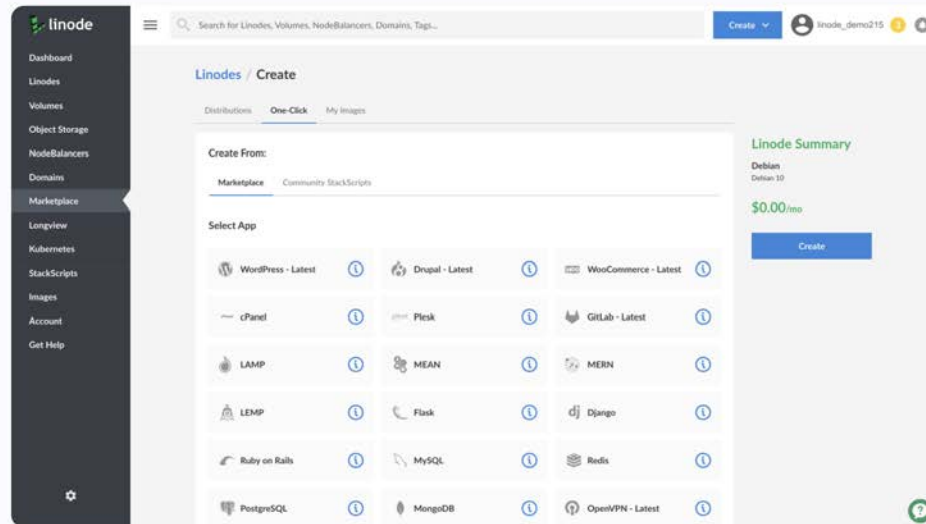 linode
Search for Linodes, Volumes, NodeBalancers, Domains, Tags...
Create
linode_demo215
3
Dashboard
Linodes
Volumes
Object Storage
NodeBalancers
Domains
Marketplace
Longview
Kubernetes
StackScripts
Images
Account
Get Help
Linodes / Create
Distributions One-Click My Images
Create From:
Marketplace Community StackScripts
Select App
WordPress - Latest Drupal - Latest WooCommerce - Latest
cPanel Plesk GitLab - Latest
LAMP MEAN MERN
LEMP Flask dj Django
Ruby on Rails MySQL Redis
PostgreSQL MongoDB OpenVPN - Latest
Linode Summary
Debian
Debian 10
$0.00/mo
Create